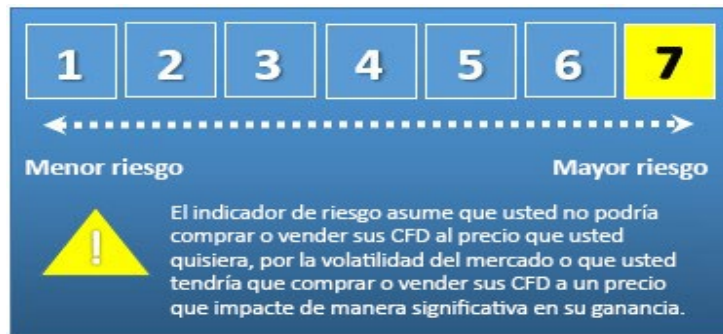 1 2 3 4 5 6 7
Menor riesgo Mayor riesgo
!
El indicador de riesgo asume que usted no podría
comprar o vender sus CFD al precio que usted
quisiera, por la volatilidad del mercado o que usted
tendría que comprar o vender sus CFD a un precio
que impacte de manera significativa en su ganancia.